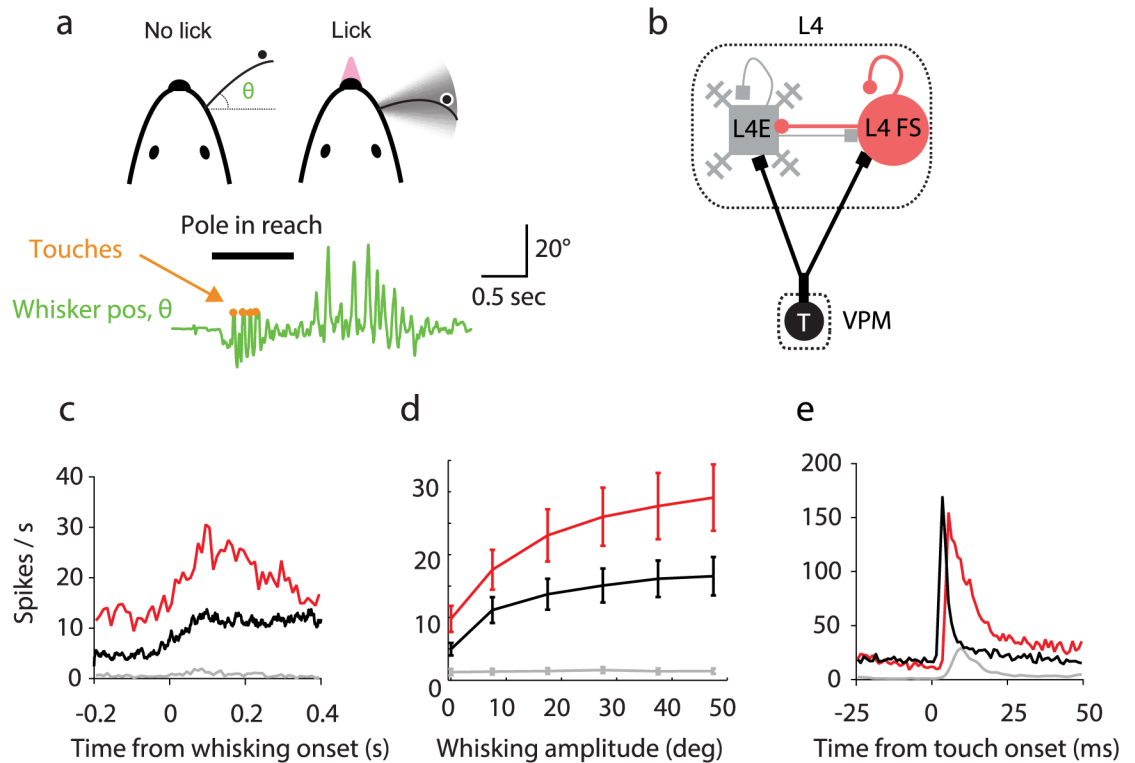 a
No lick
Lick
θ
Pole in reach
Touches
Whisker pos, θ
20°
0.5 sec
b
L4
L4E
L4 FS
T
VPM
c
Spikes / s
40
30
20
10
0
-0.2
0
0.2
0.4
Time from whisking onset (s)
d
30
20
10
0
0
10
20
30
40
50
Whisking amplitude (deg)
e
200
150
100
50
0
-25
0
25
50
Time from touch onset (ms)